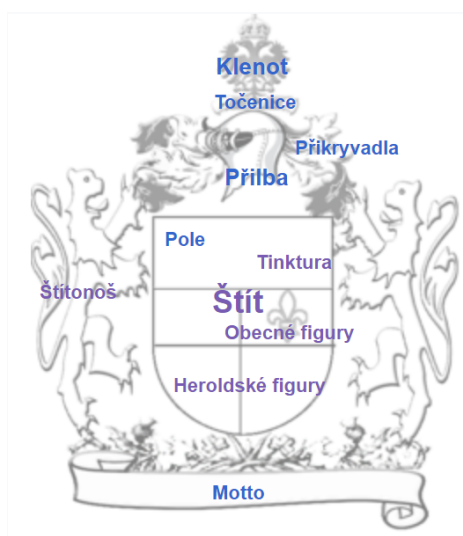 Klenot
Točenice
Přikryvadla
Přilba
Pole
Tinktura
Štítonoš
Štít
Obecné figury
Heroldské figury
Motto